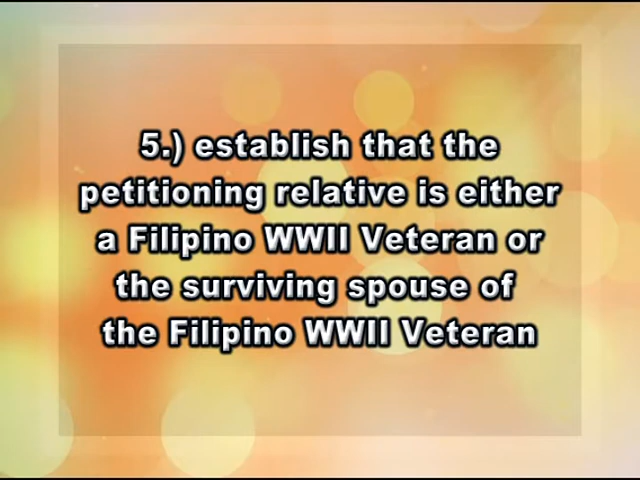 5.) establish that the
petitioning relative is either
a Filipino WWII Veteran or
the surviving spouse of
the Filipino WWII Veteran